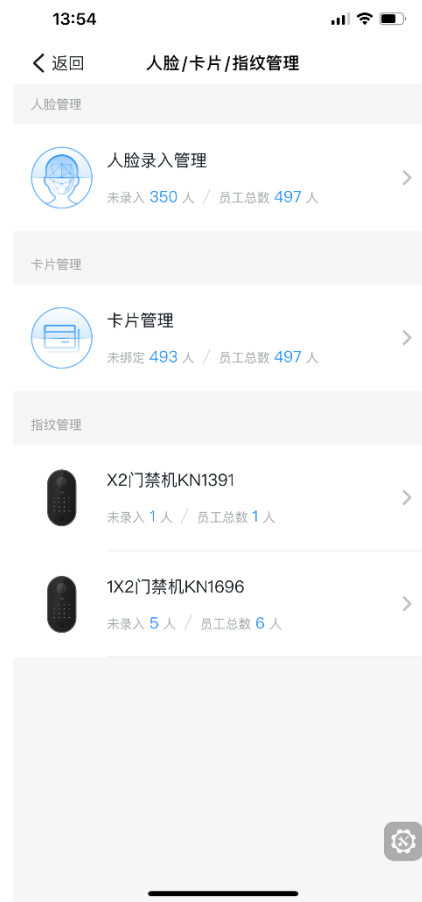 13:54
返回
人脸/卡片/指纹管理
人脸管理
人脸录入管理
未录入 350 人 / 员工总数 497 人
卡片管理
卡片管理
未绑定 493 人 / 员工总数 497 人
指纹管理
X2门禁机KN1391
未录入 1 人 / 员工总数 1 人
1X2门禁机KN1696
未录入 5 人 / 员工总数 6 人